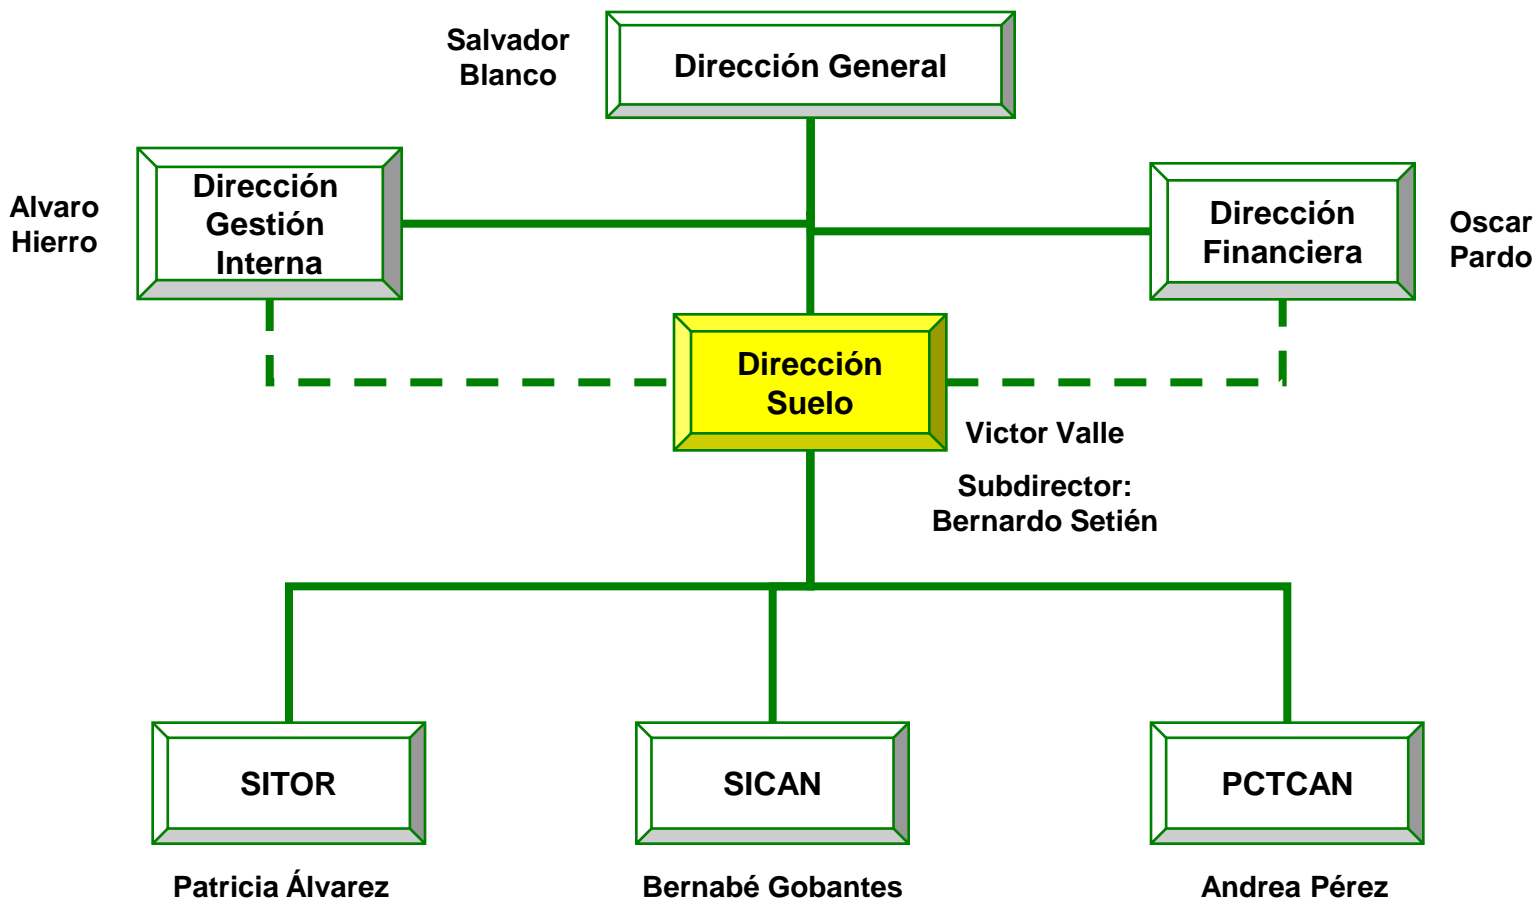 Salvador
Blanco
Dirección General
Alvaro
Hierro
Dirección
Gestión
Interna
Dirección
Financiera
Oscar
Pardo
Dirección
Suelo
Victor Valle
Subdirector:
Bernardo Setién
SITOR
SICAN
PCTCAN
Patricia Álvarez
Bernabé Gobantes
Andrea Pérez